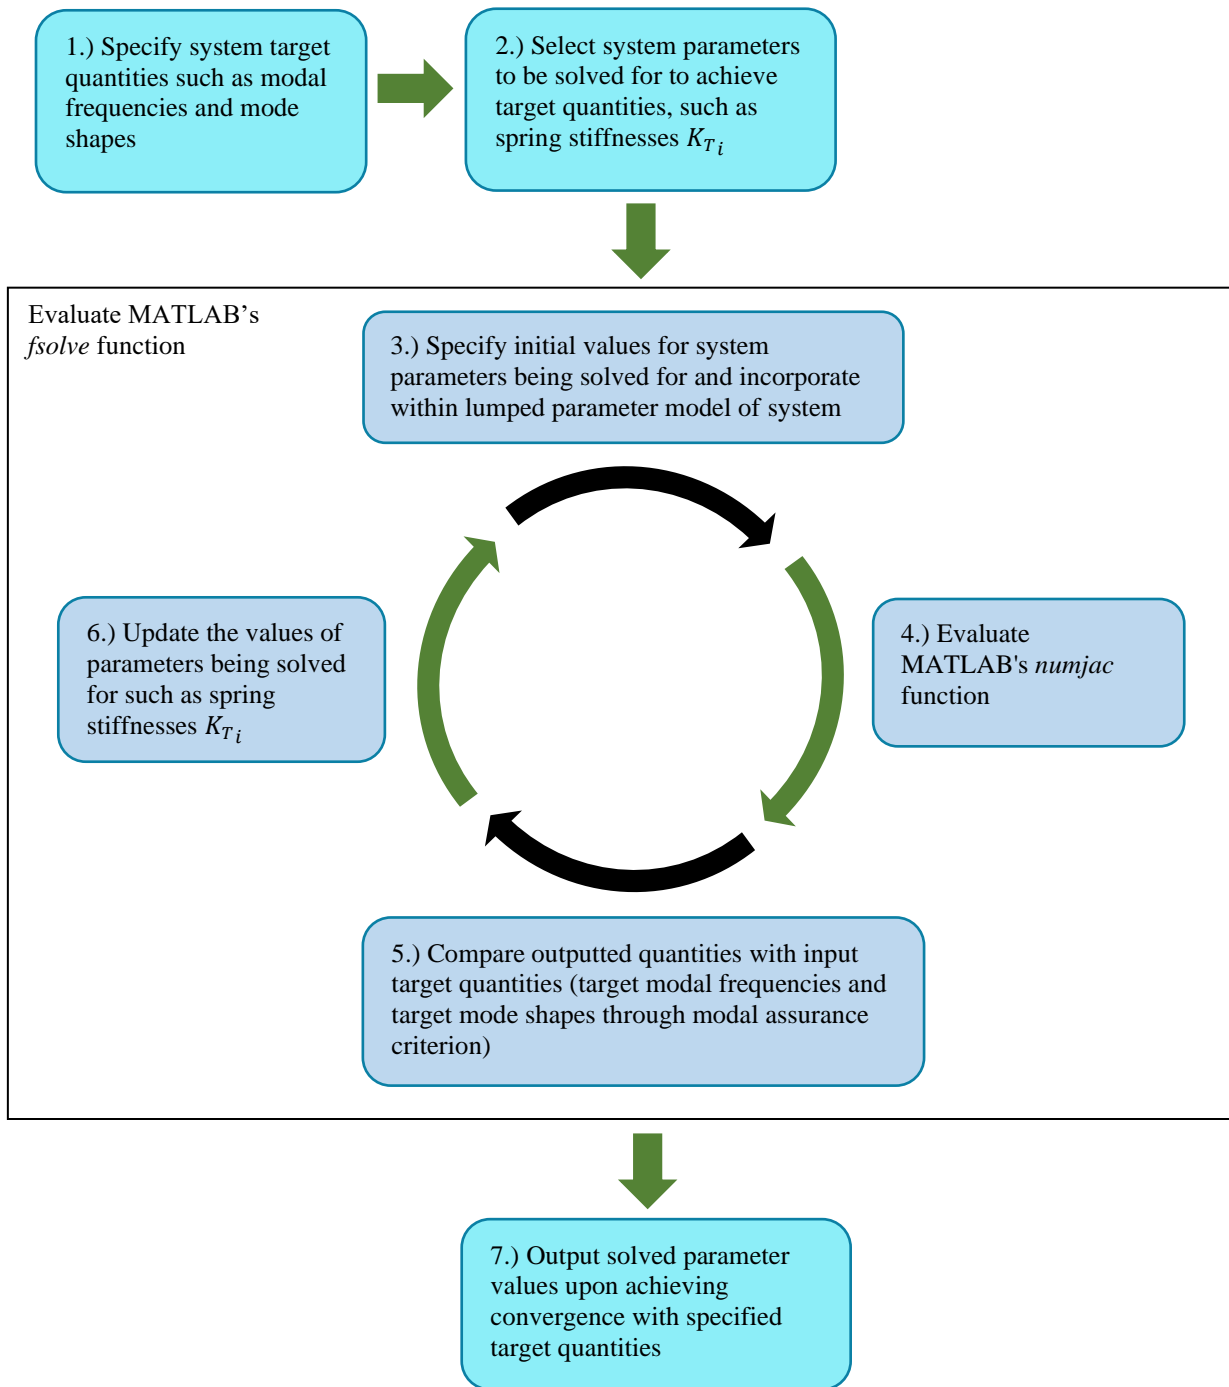 1.) Specify system target
quantities such as modal
frequencies and mode
shapes
2.) Select system parameters
to be solved for to achieve
target quantities, such as
spring stiffnesses K_{T_i}
Evaluate MATLAB’s
fsolve function
3.) Specify initial values for system
parameters being solved for and incorporate
within lumped parameter model of system
4.) Evaluate
MATLAB's numjac
function
5.) Compare outputted quantities with input
target quantities (target modal frequencies and
target mode shapes through modal assurance
criterion)
6.) Update the values of
parameters being solved
for such as spring
stiffnesses K_{T_i}
7.) Output solved parameter
values upon achieving
convergence with specified
target quantities